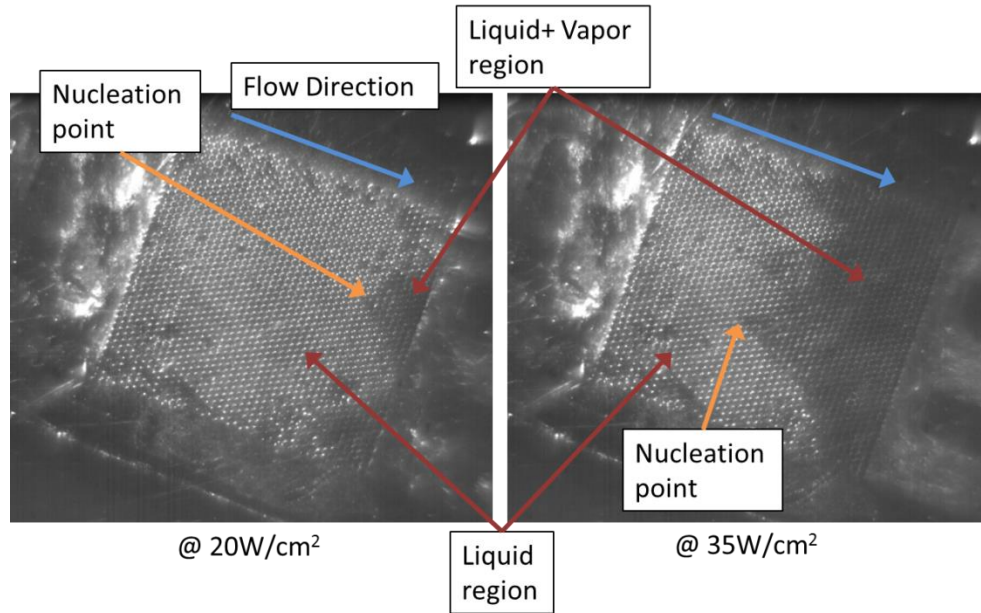 Liquid+ Vapor
region
Flow Direction
Nucleation
point
Nucleation
point
@ 20W/cm²
@ 35W/cm²
Liquid
region